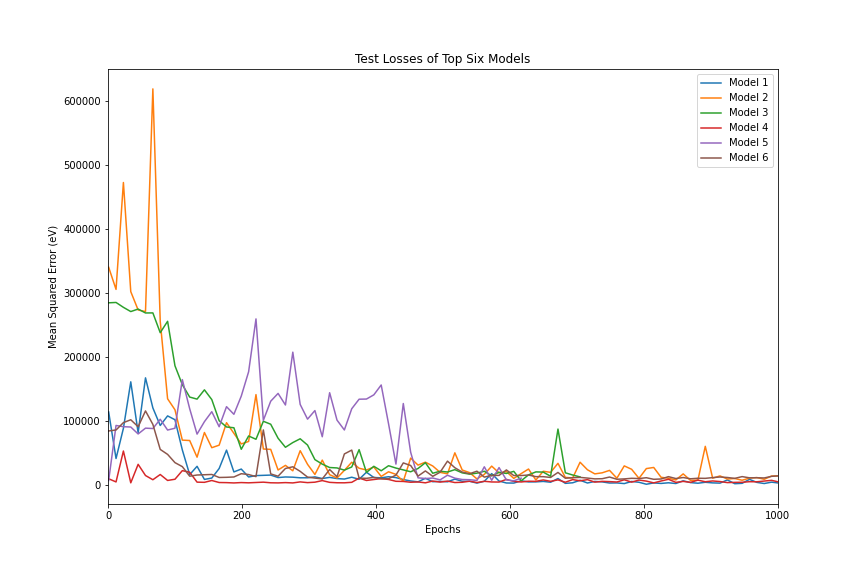 Test Losses of Top Six Models
Mean Squared Error (eV)
600000
500000
400000
300000
200000
100000
0
0
200
400
600
800
1000
Epochs
Model 1
Model 2
Model 3
Model 4
Model 5
Model 6